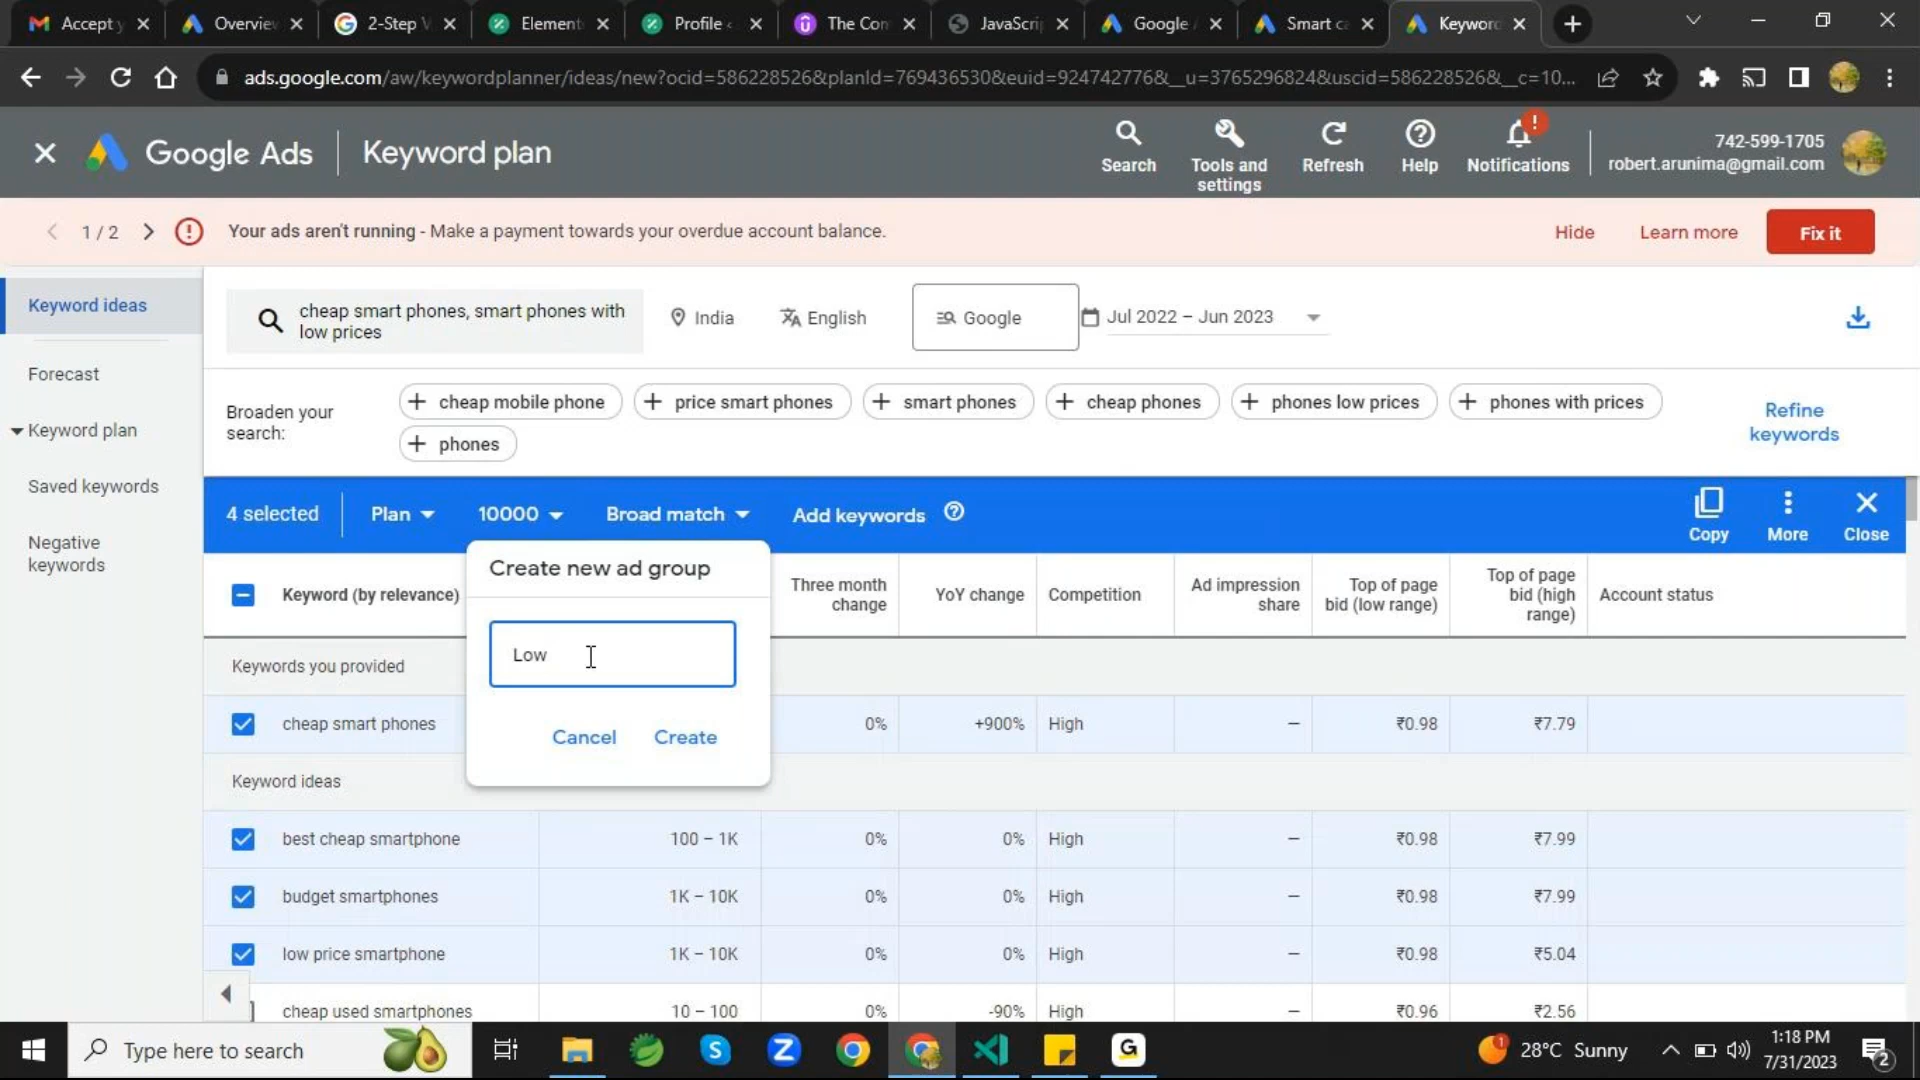 Accept y
Overvie
2-Step V
Element
Profile
The Con
JavaScri
Google
Smart ca
Keyword
ads.google.com/aw/keywordplanner/ideas/new?ocid=586228526&planId=769436530&euid=924742776&__u=3765296824&uscid=586228526&__c=10...
Google Ads
Keyword plan
Search
Tools and
settings
Refresh
Help
!
Notifications
742-599-1705
robert.arunima@gmail.com
1 / 2
Your ads aren't running - Make a payment towards your overdue account balance.
Hide
Learn more
Fix it
Keyword ideas
Forecast
Keyword plan
Saved keywords
Negative
keywords
cheap smart phones, smart phones with
low prices
India
English
Google
Jul 2022 – Jun 2023
Broaden your
search:
cheap mobile phone
price smart phones
smart phones
cheap phones
phones low prices
phones with prices
phones
Refine
keywords
4 selected
Plan
10000
Broad match
Add keywords
Copy
More
Close
Create new ad group
Low
Cancel
Create
Keyword (by relevance)
Three month
change
YoY change
Competition
Ad impression
share
Top of page
bid (low range)
Top of page
bid (high
range)
Account status
Keywords you provided
cheap smart phones 0% +900% High – ₹0.98 ₹7.79
Keyword ideas
best cheap smartphone 100 – 1K 0% 0% High – ₹0.98 ₹7.99
budget smartphones 1K – 10K 0% 0% High – ₹0.98 ₹7.99
low price smartphone 1K – 10K 0% 0% High – ₹0.98 ₹5.04
cheap used smartphones 10 – 100 0% -90% High ₹0.96 ₹2.56
Type here to search
28°C Sunny
1:18 PM
7/31/2023
2